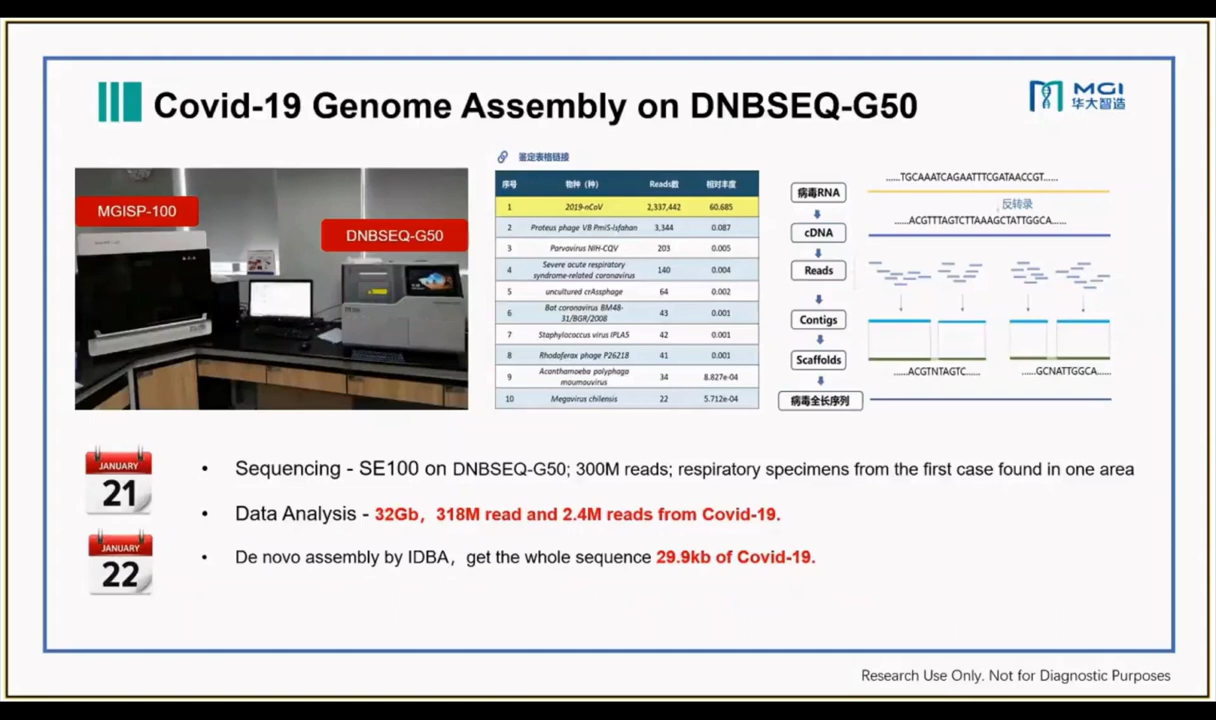 Covid-19 Genome Assembly on DNBSEQ-G50
MGI
华大智造
MGISP-100
DNBSEQ-G50
鉴定表格链接
序号 物种（种） Reads数 相对丰度
1 2019-nCoV 2,337,442 60.685
2 Proteus phage VB PmiS-Isfahan 3,344 0.087
3 Parvovirus NIH-CQV 203 0.005
4 Severe acute respiratory
syndrome-related coronavirus 140 0.004
5 uncultured crAssphage 64 0.002
6 Bat coronavirus BM48-
31/BGR/2008 43 0.001
7 Staphylococcus virus IPLA5 42 0.001
8 Rhodoferax phage P26218 41 0.001
9 Acanthamoeba polyphaga
moumouvirus 34 8.827e-04
10 Megavirus chilensis 22 5.712e-04
病毒RNA
cDNA
Reads
Contigs
Scaffolds
病毒全长序列
......TGCAAATCAGAATTTCGATAACCGT......
反转录
......ACGTTTAGTCTTAAAGCTATTGGCA......
......ACGTNTAGTC......
......GCNATTGGCA......
JANUARY
21
JANUARY
22
• Sequencing - SE100 on DNBSEQ-G50; 300M reads; respiratory specimens from the first case found in one area
• Data Analysis - 32Gb，318M read and 2.4M reads from Covid-19.
• De novo assembly by IDBA，get the whole sequence 29.9kb of Covid-19.
Research Use Only. Not for Diagnostic Purposes